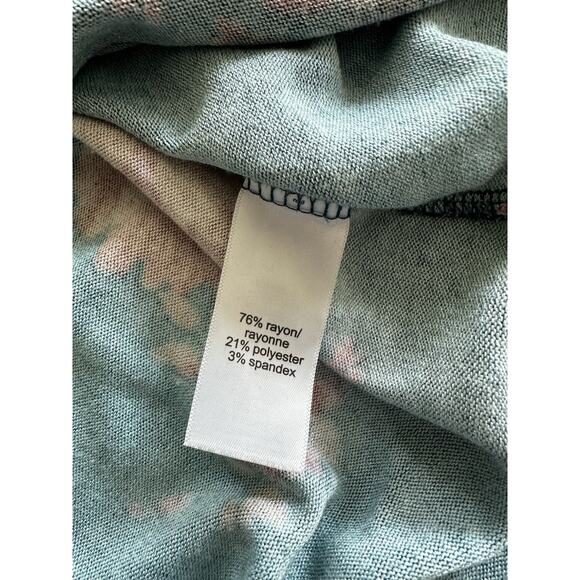 76% rayon/
rayonne
21% polyester
3% spandex